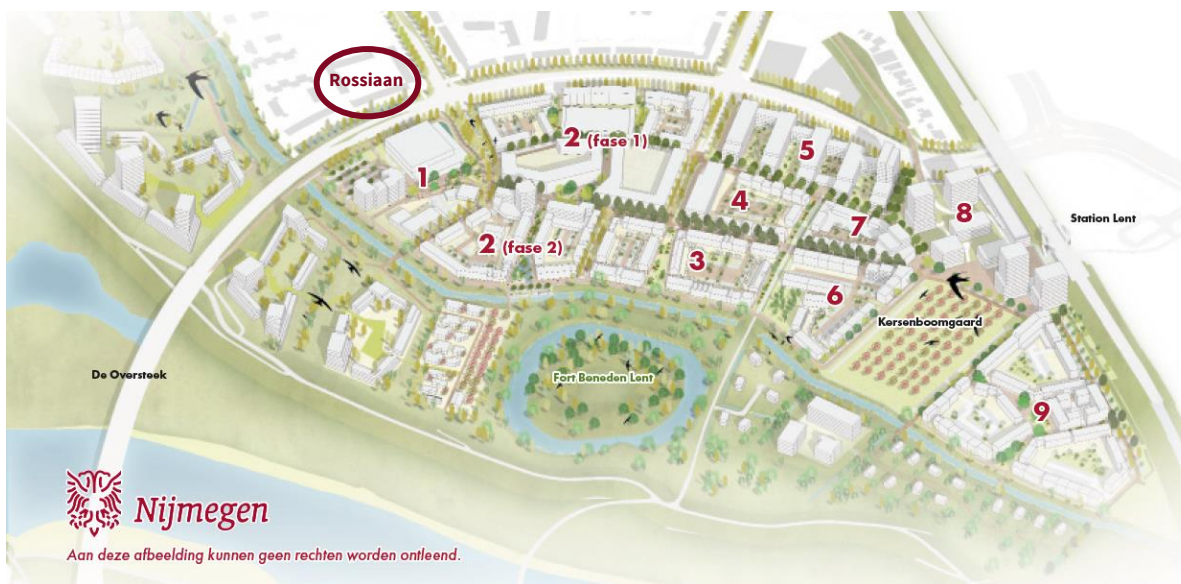 Rossiaan
2 (fase 1)
5
1
4
8
7
Station Lent
2 (fase 2)
3
6
Kersenboomgaard
De Oversteek
Fort Beneden Lent
9
Nijmegen
Aan deze afbeelding kunnen geen rechten worden ontleend.